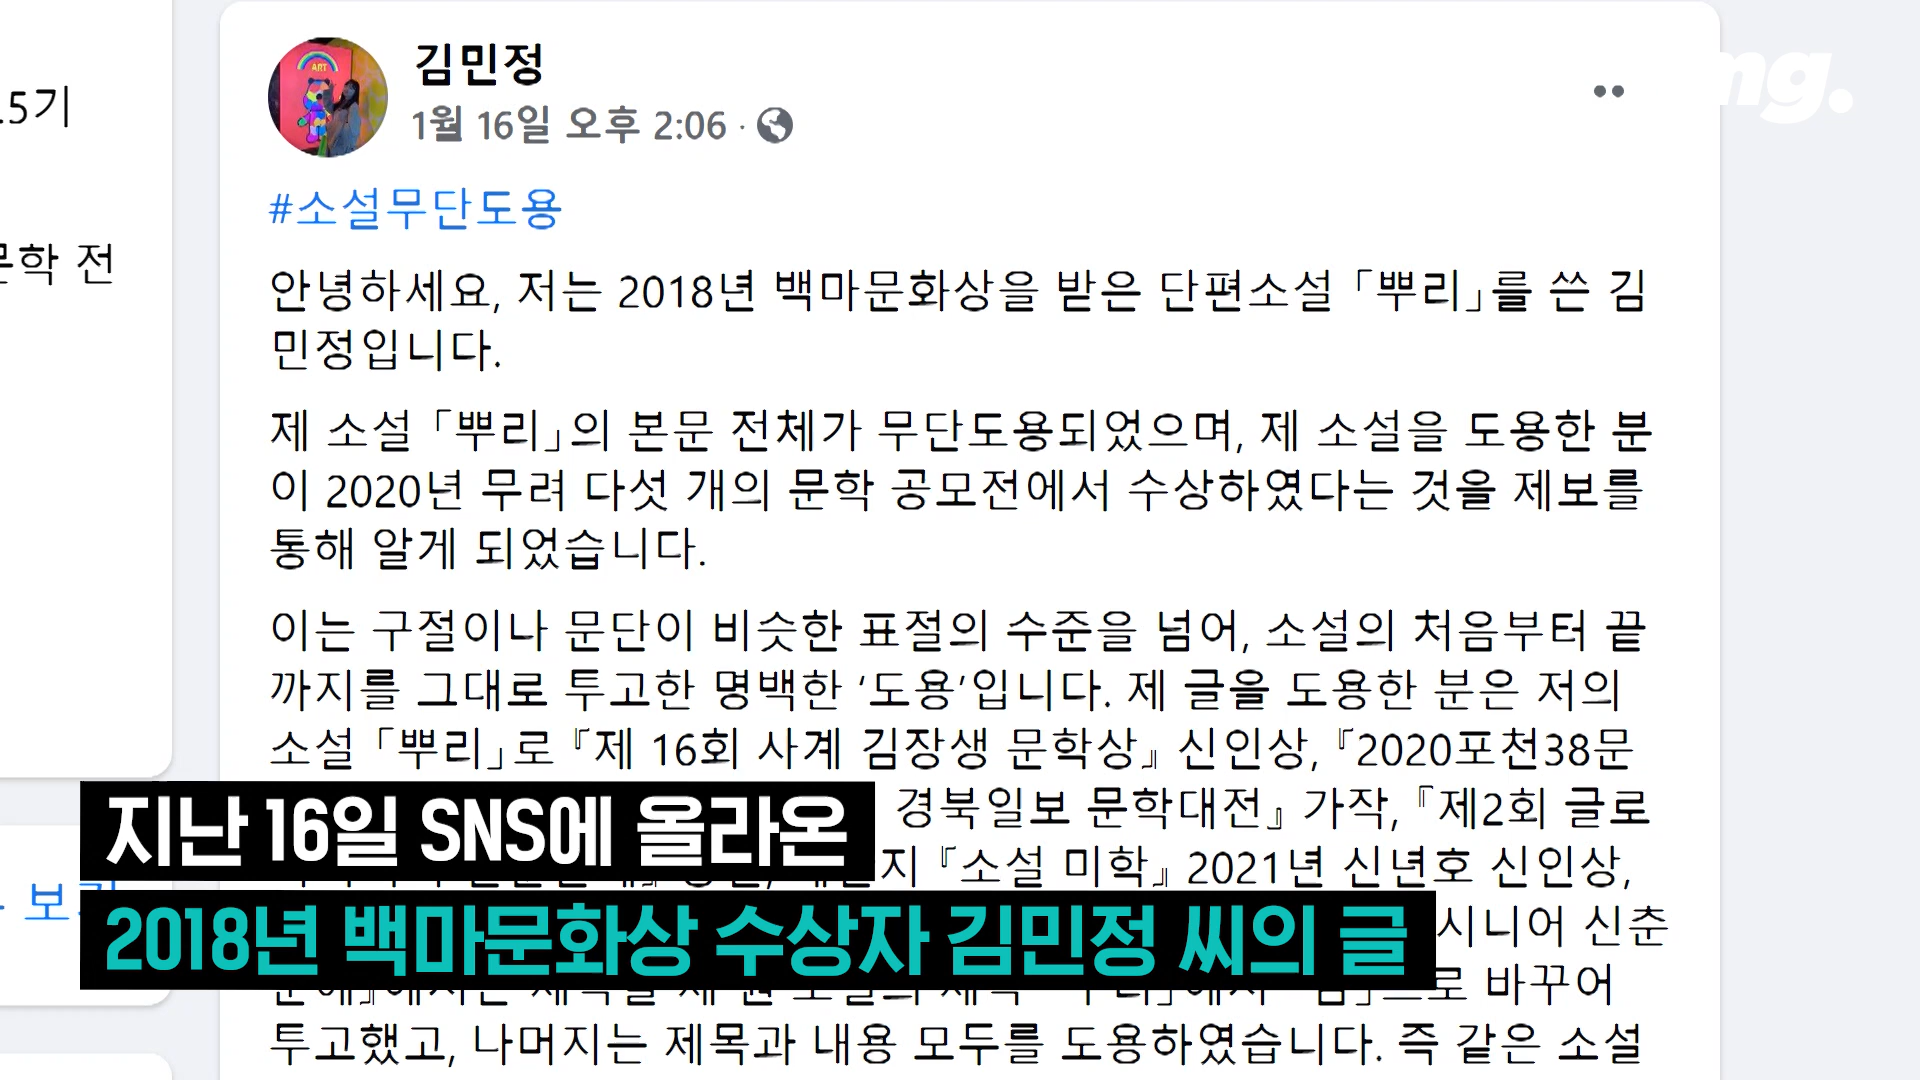 .5기
문학 전
보기
ART
mg.
김민정
1월 16일 오후 2:06 ·
#소설무단도용
안녕하세요, 저는 2018년 백마문화상을 받은 단편소설 「뿌리」를 쓴 김
민정입니다.
제 소설 「뿌리」의 본문 전체가 무단도용되었으며, 제 소설을 도용한 분
이 2020년 무려 다섯 개의 문학 공모전에서 수상하였다는 것을 제보를
통해 알게 되었습니다.
이는 구절이나 문단이 비슷한 표절의 수준을 넘어, 소설의 처음부터 끝
까지를 그대로 투고한 명백한 ‘도용’입니다. 제 글을 도용한 분은 저의
소설 「뿌리」로 『제 16회 사계 김장생 문학상』 신인상, 『2020포천38문
경북일보 문학대전』 가작, 『제2회 글로
『소설 미학』 2021년 신년호 신인상,
시니어 신춘
바꾸어
투고했고, 나머지는 제목과 내용 모두를 도용하였습니다. 즉 같은 소설
지난 16일 SNS에 올라온
2018년 백마문화상 수상자 김민정 씨의 글